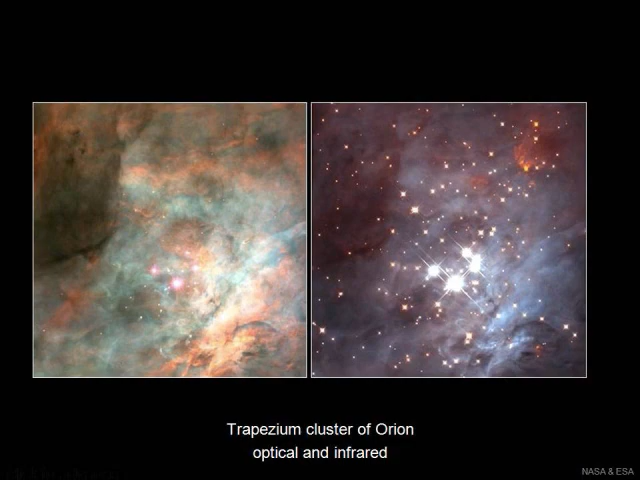 Trapezium cluster of Orion
optical and infrared
NASA & ESA